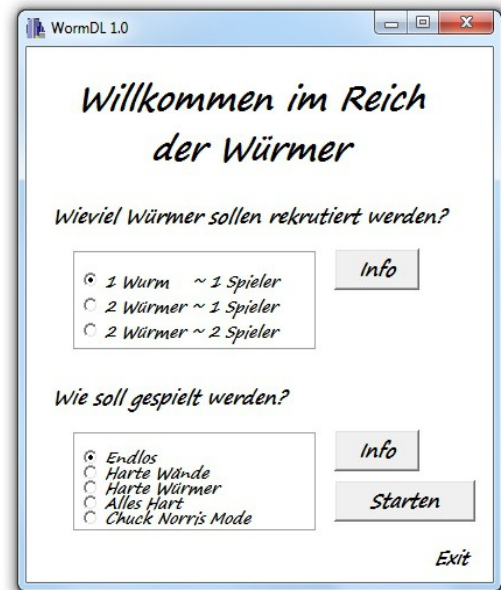 WormDL 1.0
Willkommen im Reich
der Würmer
Wieviel Würmer sollen rekrutiert werden?
1 Wurm ~ 1 Spieler
Info
2 Würmer ~ 1 Spieler
2 Würmer ~ 2 Spieler
Wie soll gespielt werden?
Endlos
Info
Harte Wände
Harte Würmer
Alles Hart
Starten
Chuck Norris Mode
Exit